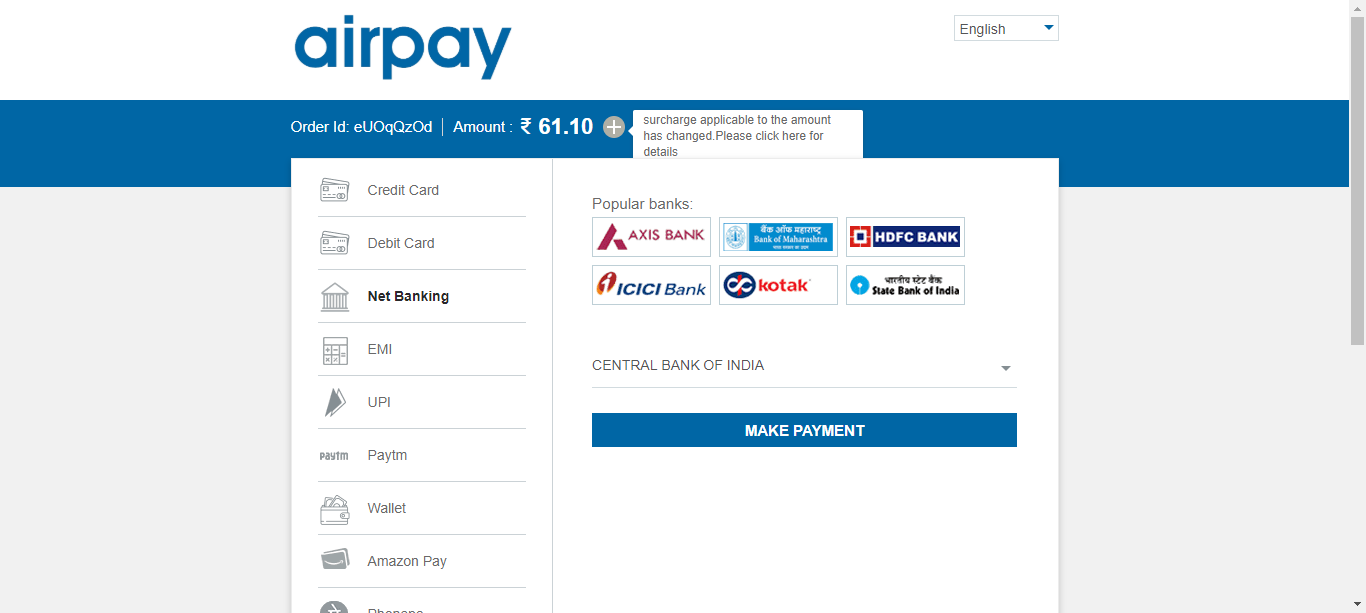 airpay
English
Order Id: eUOqQzOd
Amount : ₹ 61.10
surcharge applicable to the amount
has changed.Please click here for
details
Credit Card
Debit Card
Net Banking
EMI
UPI
Paytm
Paytm
Wallet
Amazon Pay
Phonepe
Popular banks:
AXIS BANK
बैंक ऑफ महाराष्ट्र
Bank of Maharashtra
HDFC BANK
ICICI Bank
kotak
भारतीय स्टेट बैंक
State Bank of India
CENTRAL BANK OF INDIA
MAKE PAYMENT